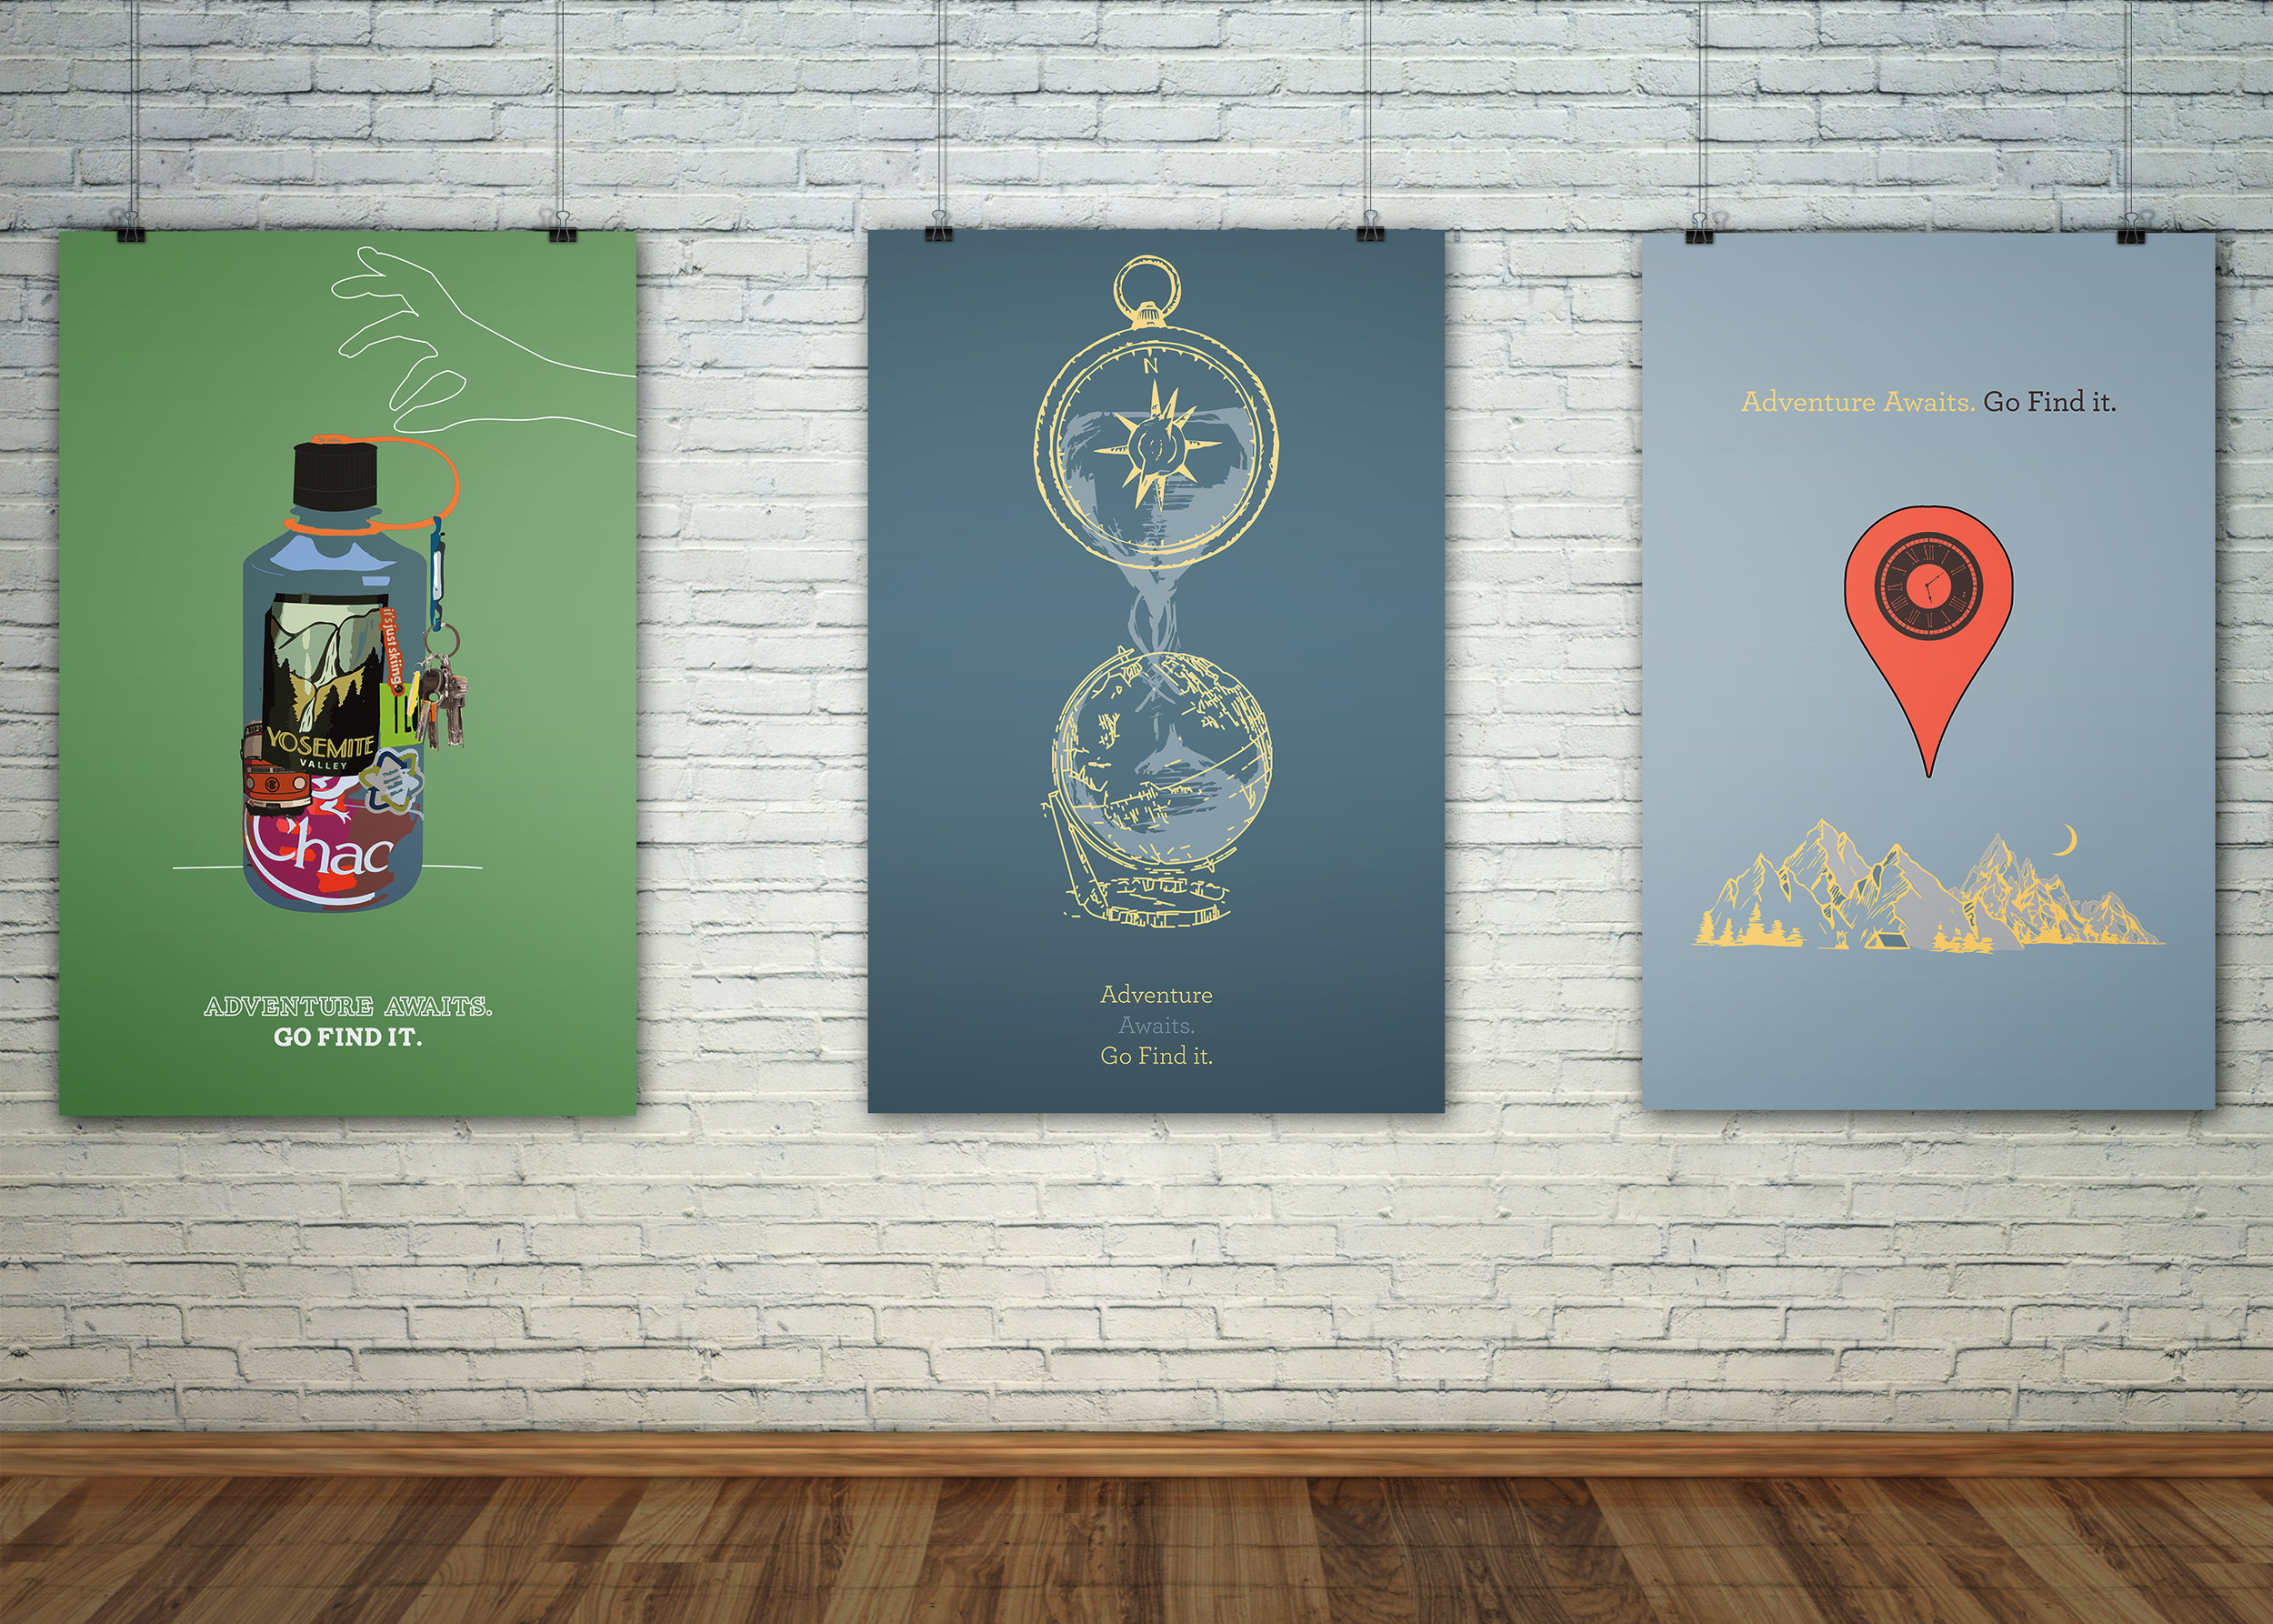 it's just skiing.
YOSEMITE
VALLEY
Chac
ADVENTURE AWAITS.
GO FIND IT.
N
Adventure
Awaits.
Go Find it.
Adventure Awaits. Go Find it.